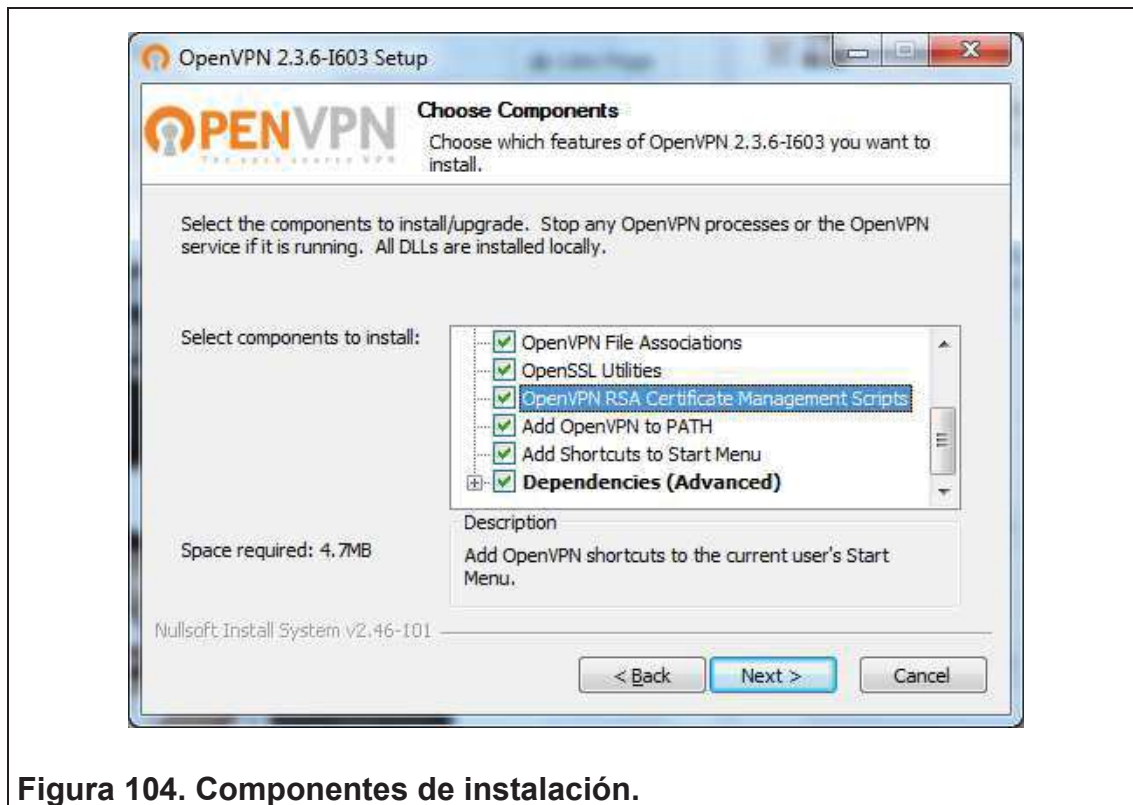 OpenVPN 2.3.6-I603 Setup
OPENVPN
The open source VPN
Choose Components
Choose which features of OpenVPN 2.3.6-I603 you want to
install.
Select the components to install/upgrade. Stop any OpenVPN processes or the OpenVPN
service if it is running. All DLLs are installed locally.
Select components to install:
OpenVPN File Associations
OpenSSL Utilities
OpenVPN RSA Certificate Management Scripts
Add OpenVPN to PATH
Add Shortcuts to Start Menu
Dependencies (Advanced)
Space required: 4.7MB
Description
Add OpenVPN shortcuts to the current user's Start
Menu.
Nullsoft Install System v2.46-101
< Back
Next >
Cancel
Figura 104. Componentes de instalación.